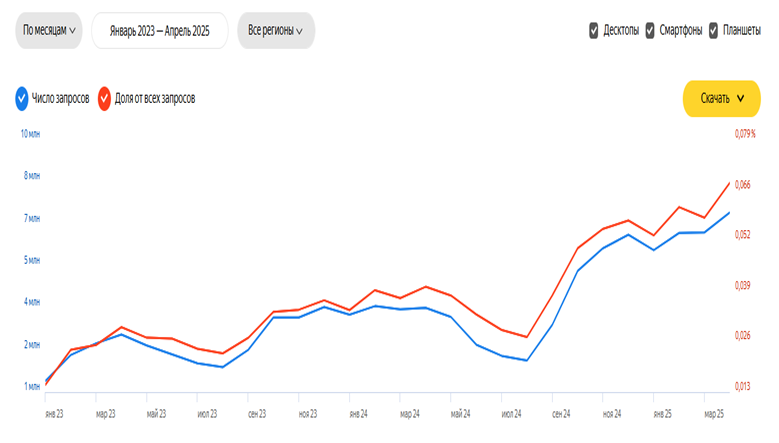 По месяцам
Январь 2023 — Апрель 2025
Все регионы
Десктопы
Смартфоны
Планшеты
Число запросов
Доля от всех запросов
Скачать
10 млн
8 млн
7 млн
5 млн
4 млн
2 млн
1 млн
0,079 %
0,066
0,052
0,039
0,026
0,013
янв 23
мар 23
май 23
июл 23
сен 23
ноя 23
янв 24
мар 24
май 24
июл 24
сен 24
ноя 24
янв 25
мар 25